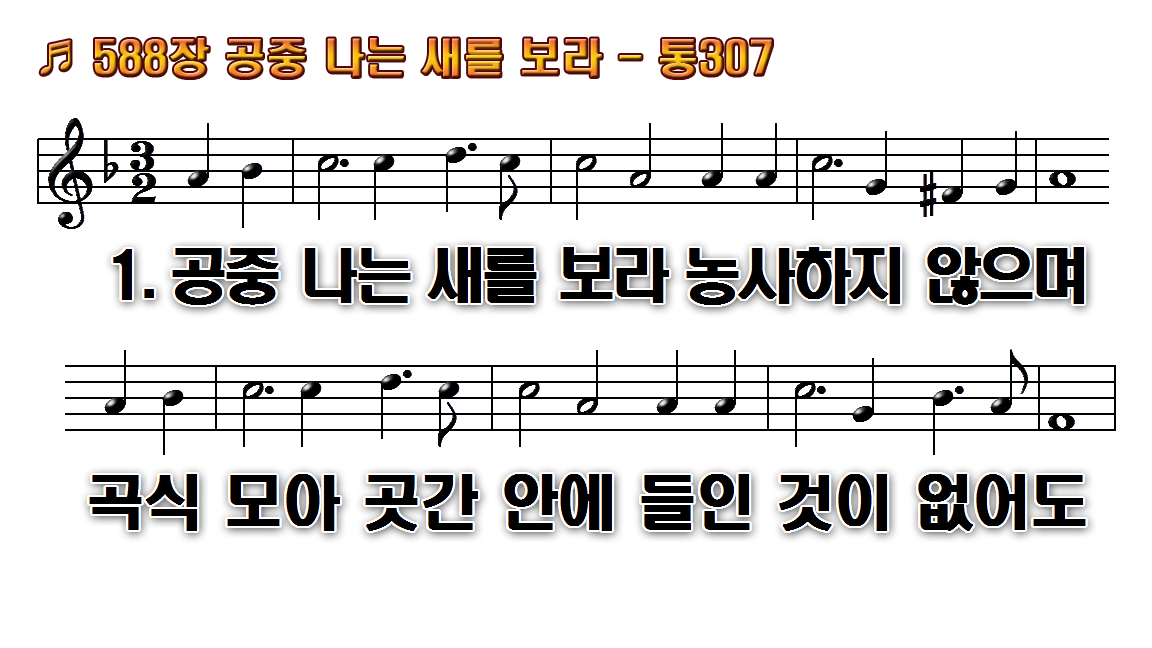 ♬ 588장 공중 나는 새를 보라 - 통307
3
2
1. 공중 나는 새를 보라 농사하지 않으며
곡식 모아 곳간 안에 들인 것이 없어도